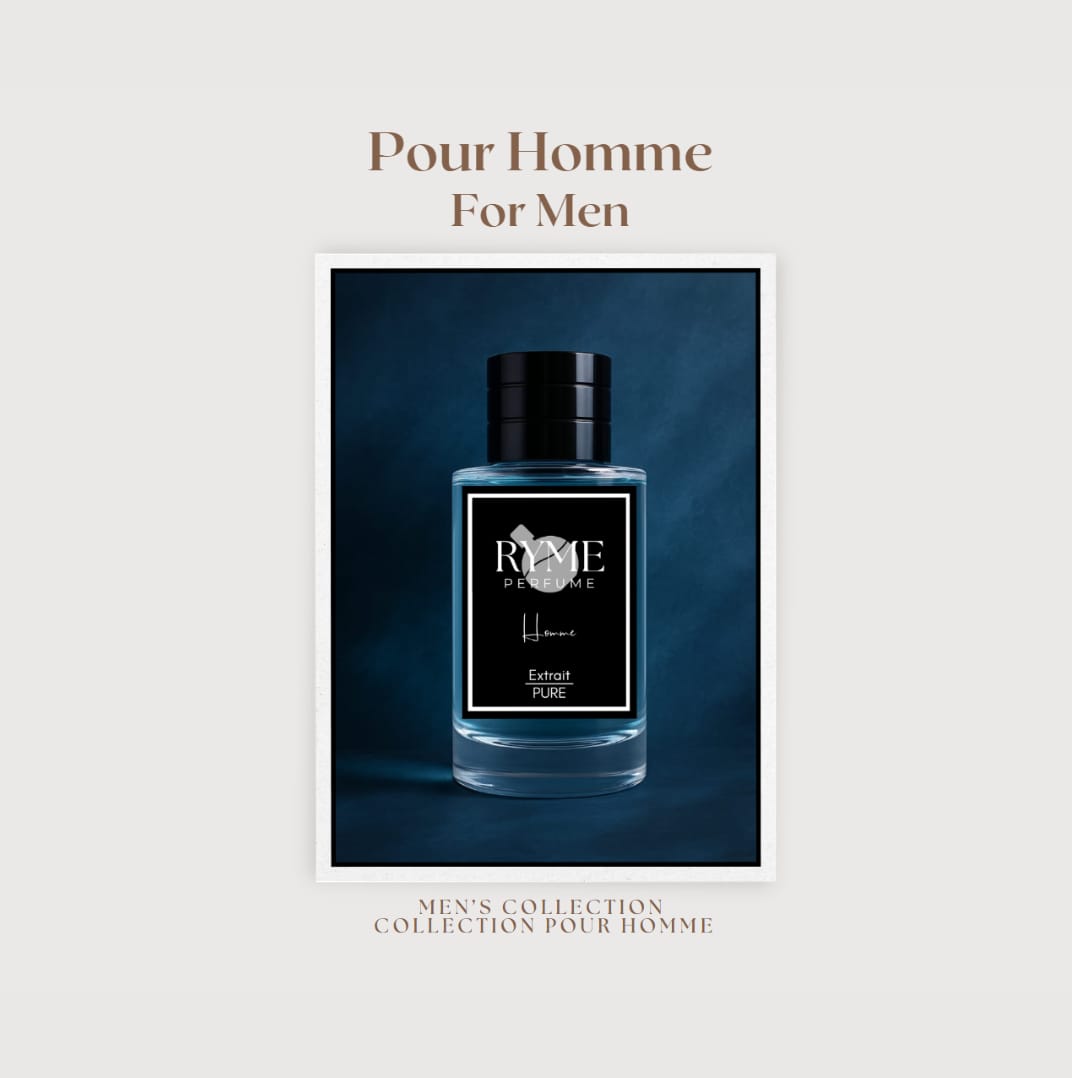 Pour Homme
For Men
RYME
PERFUME
Homme
Extrait
PURE
MEN'S COLLECTION
COLLECTION POUR HOMME